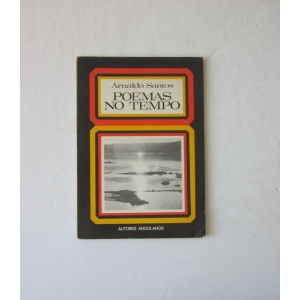 Arnaldo Santos
POEMAS
NO TEMPO
AUTORES ANGOLANOS